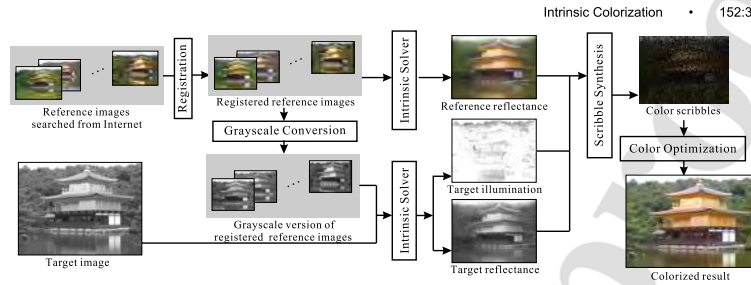 Intrinsic Colorization • 152:3
Reference images
searched from Internet
Registration
Registered reference images
Grayscale Conversion
Grayscale version of
registered reference images
Target image
Intrinsic Solver
Intrinsic Solver
Reference reflectance
Target illumination
Target reflectance
Scribble Synthesis
Color scribbles
Color Optimization
Colorized result